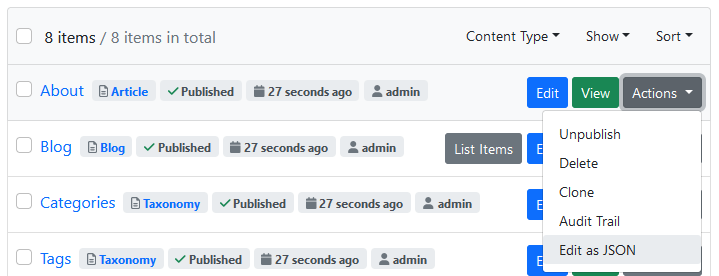 8 items / 8 items in total Content Type Show Sort
About Article Published 27 seconds ago admin Edit View Actions
Unpublish
Blog Blog Published 27 seconds ago admin List Items
Delete
Clone
Categories Taxonomy Published 27 seconds ago admin
Audit Trail
Edit as JSON
Tags Taxonomy Published 27 seconds ago admin